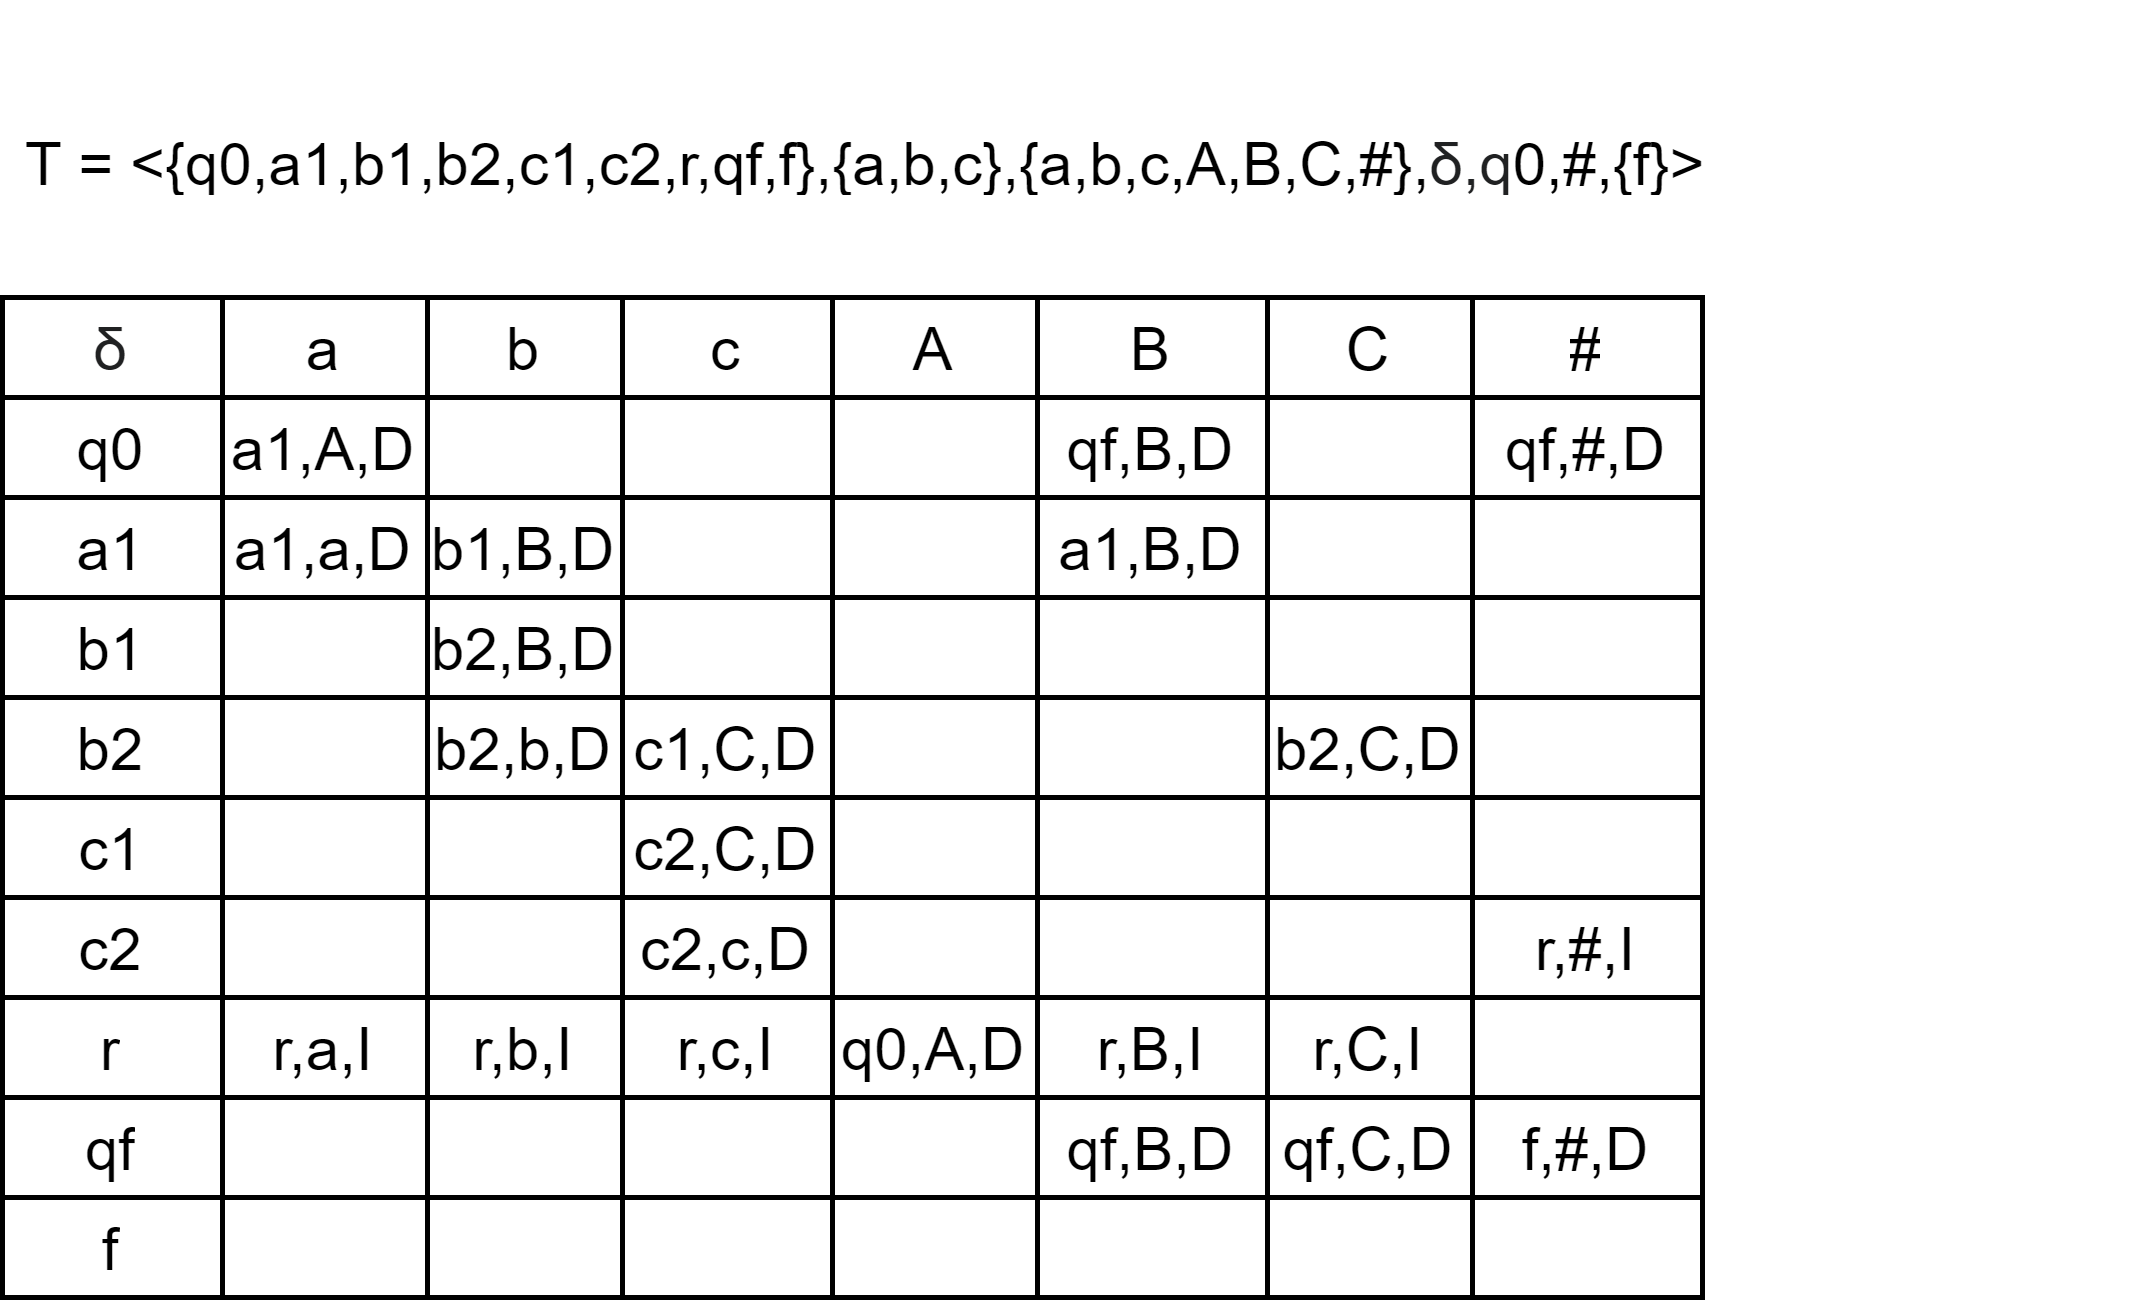 T = <{q0,a1,b1,b2,c1,c2,r,qf,f},{a,b,c},{a,b,c,A,B,C,#},δ,q0,#,{f}>
δ a b c A B C #
q0 a1,A,D qf,B,D qf,#,D
a1 a1,a,D b1,B,D a1,B,D
b1 b2,B,D
b2 b2,b,D c1,C,D b2,C,D
c1 c2,C,D
c2 c2,c,D r,#,I
r r,a,I r,b,I r,c,I q0,A,D r,B,I r,C,I
qf qf,B,D qf,C,D f,#,D
f